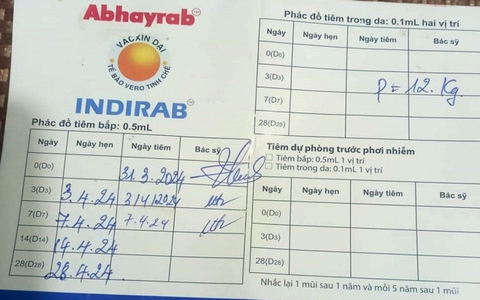 Abhayrab™
VACXIN DẠI
TẾ BÀO VERO TINH CHẾ
INDIRAB™
Phác đồ tiêm bắp: 0.5mL
Ngày Ngày hẹn Ngày tiêm Bác sỹ
0(D0) 31.3.2024
3(D3) 3.4.24 3/4/2024
7(D7) 7.4.24 7.4.24
14(D14) 14.4.24
28(D28) 28.4.24
Phác đồ tiêm trong da: 0.1mL hai vị trí
Ngày Ngày hẹn Ngày tiêm Bác sỹ
0(D0)
3(D3) P = 12. Kg.
7(D7)
28(D28)
Tiêm dự phòng trước phơi nhiễm
Tiêm bắp: 0.5mL 1 vị trí
Tiêm trong da: 0.1mL 1 vị trí
Ngày Ngày hẹn Ngày tiêm Bác sỹ
0(D0)
3(D3)
28(D28)
Nhắc lại 1 mũi sau 1 năm và mỗi 5 năm sau 1 mũi